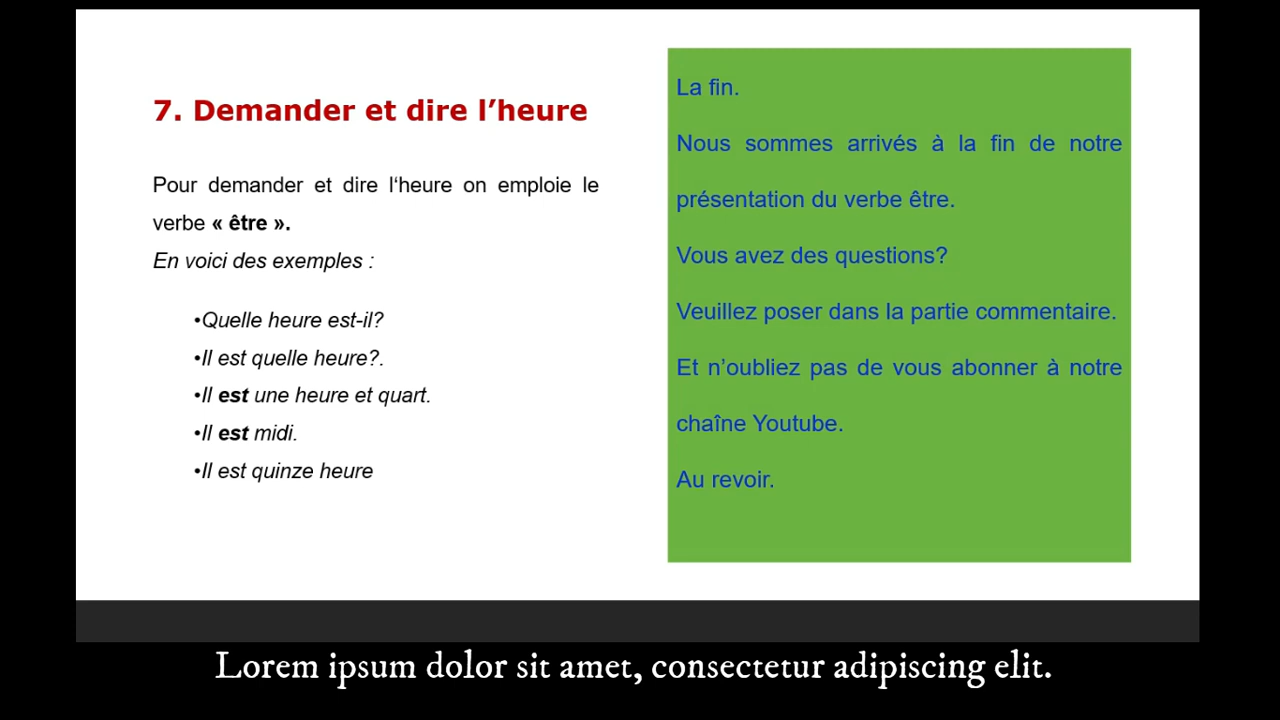 7. Demander et dire l’heure
Pour demander et dire l‘heure on emploie le
verbe « être ».
En voici des exemples :
•Quelle heure est-il?
•Il est quelle heure?.
•Il est une heure et quart.
•Il est midi.
•Il est quinze heure
La fin.
Nous sommes arrivés à la fin de notre
présentation du verbe être.
Vous avez des questions?
Veuillez poser dans la partie commentaire.
Et n’oubliez pas de vous abonner à notre
chaîne Youtube.
Au revoir.
Lorem ipsum dolor sit amet, consectetur adipiscing elit.